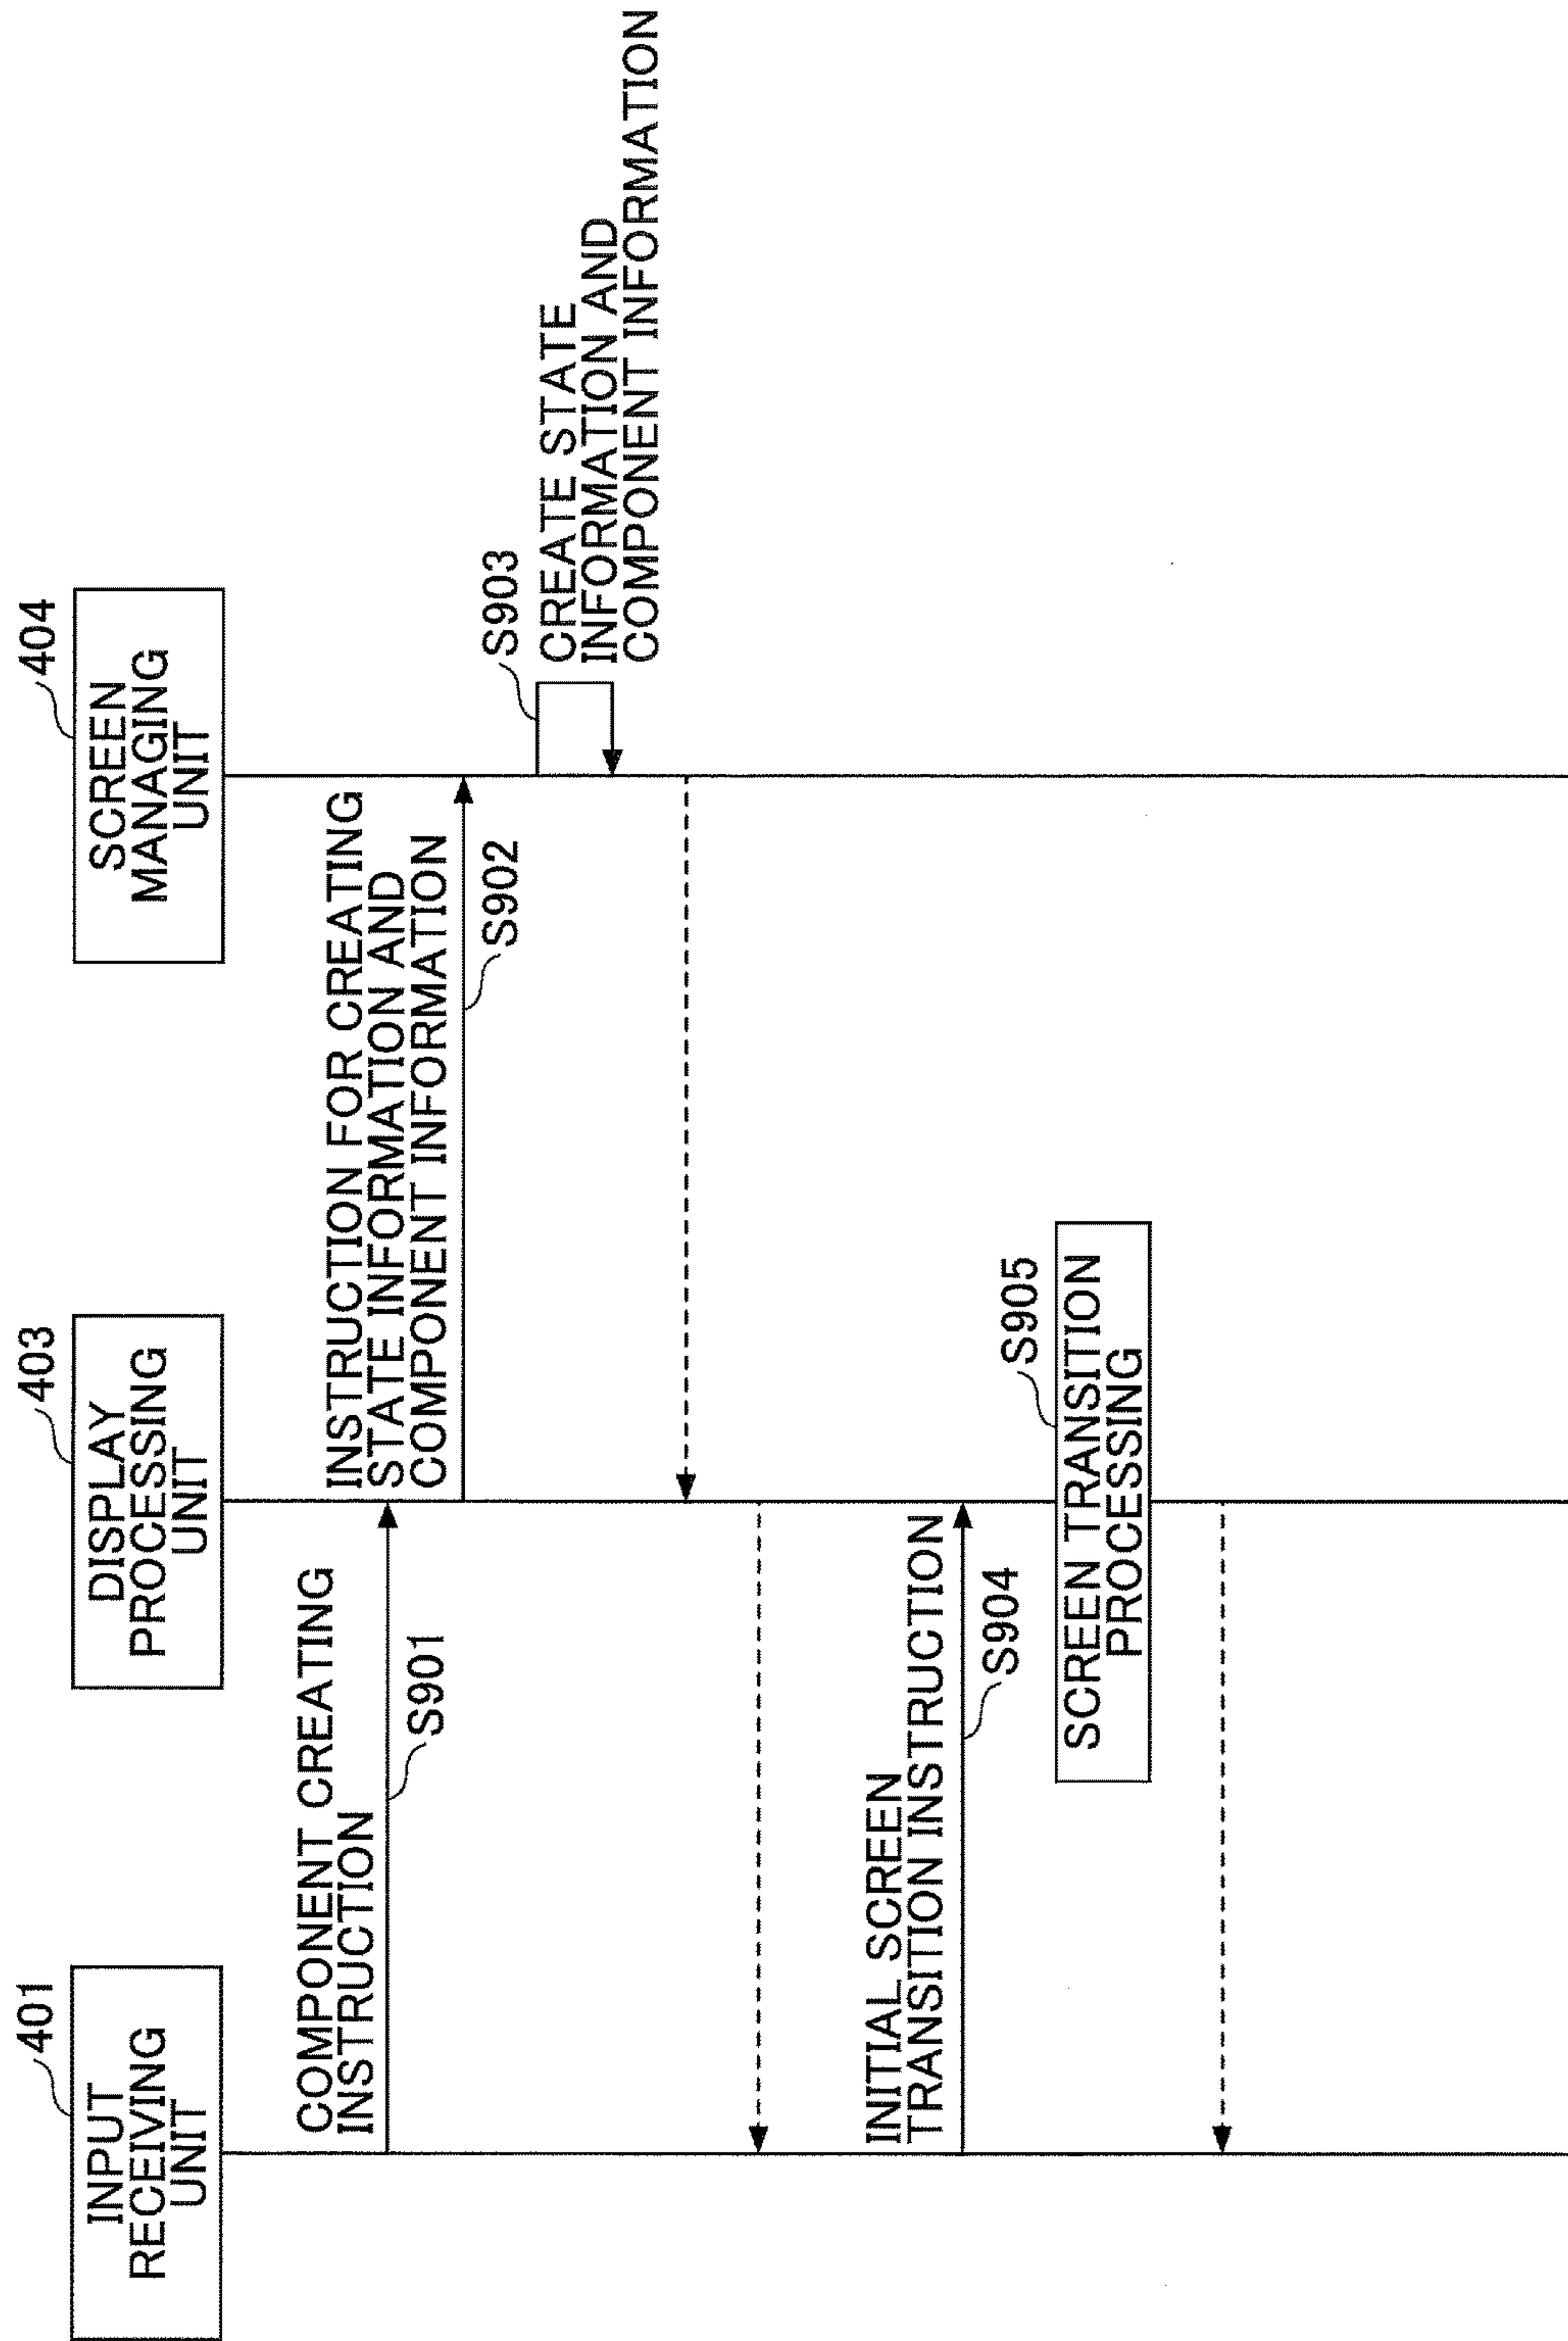 401
INPUT
RECEIVING
UNIT
403
DISPLAY
PROCESSING
UNIT
404
SCREEN
MANAGING
UNIT
COMPONENT CREATING
INSTRUCTION
S901
INSTRUCTION FOR CREATING
STATE INFORMATION AND
COMPONENT INFORMATION
S902
S903
CREATE STATE
INFORMATION AND
COMPONENT INFORMATION
INITIAL SCREEN
TRANSITION INSTRUCTION
S904
S905
SCREEN TRANSITION
PROCESSING